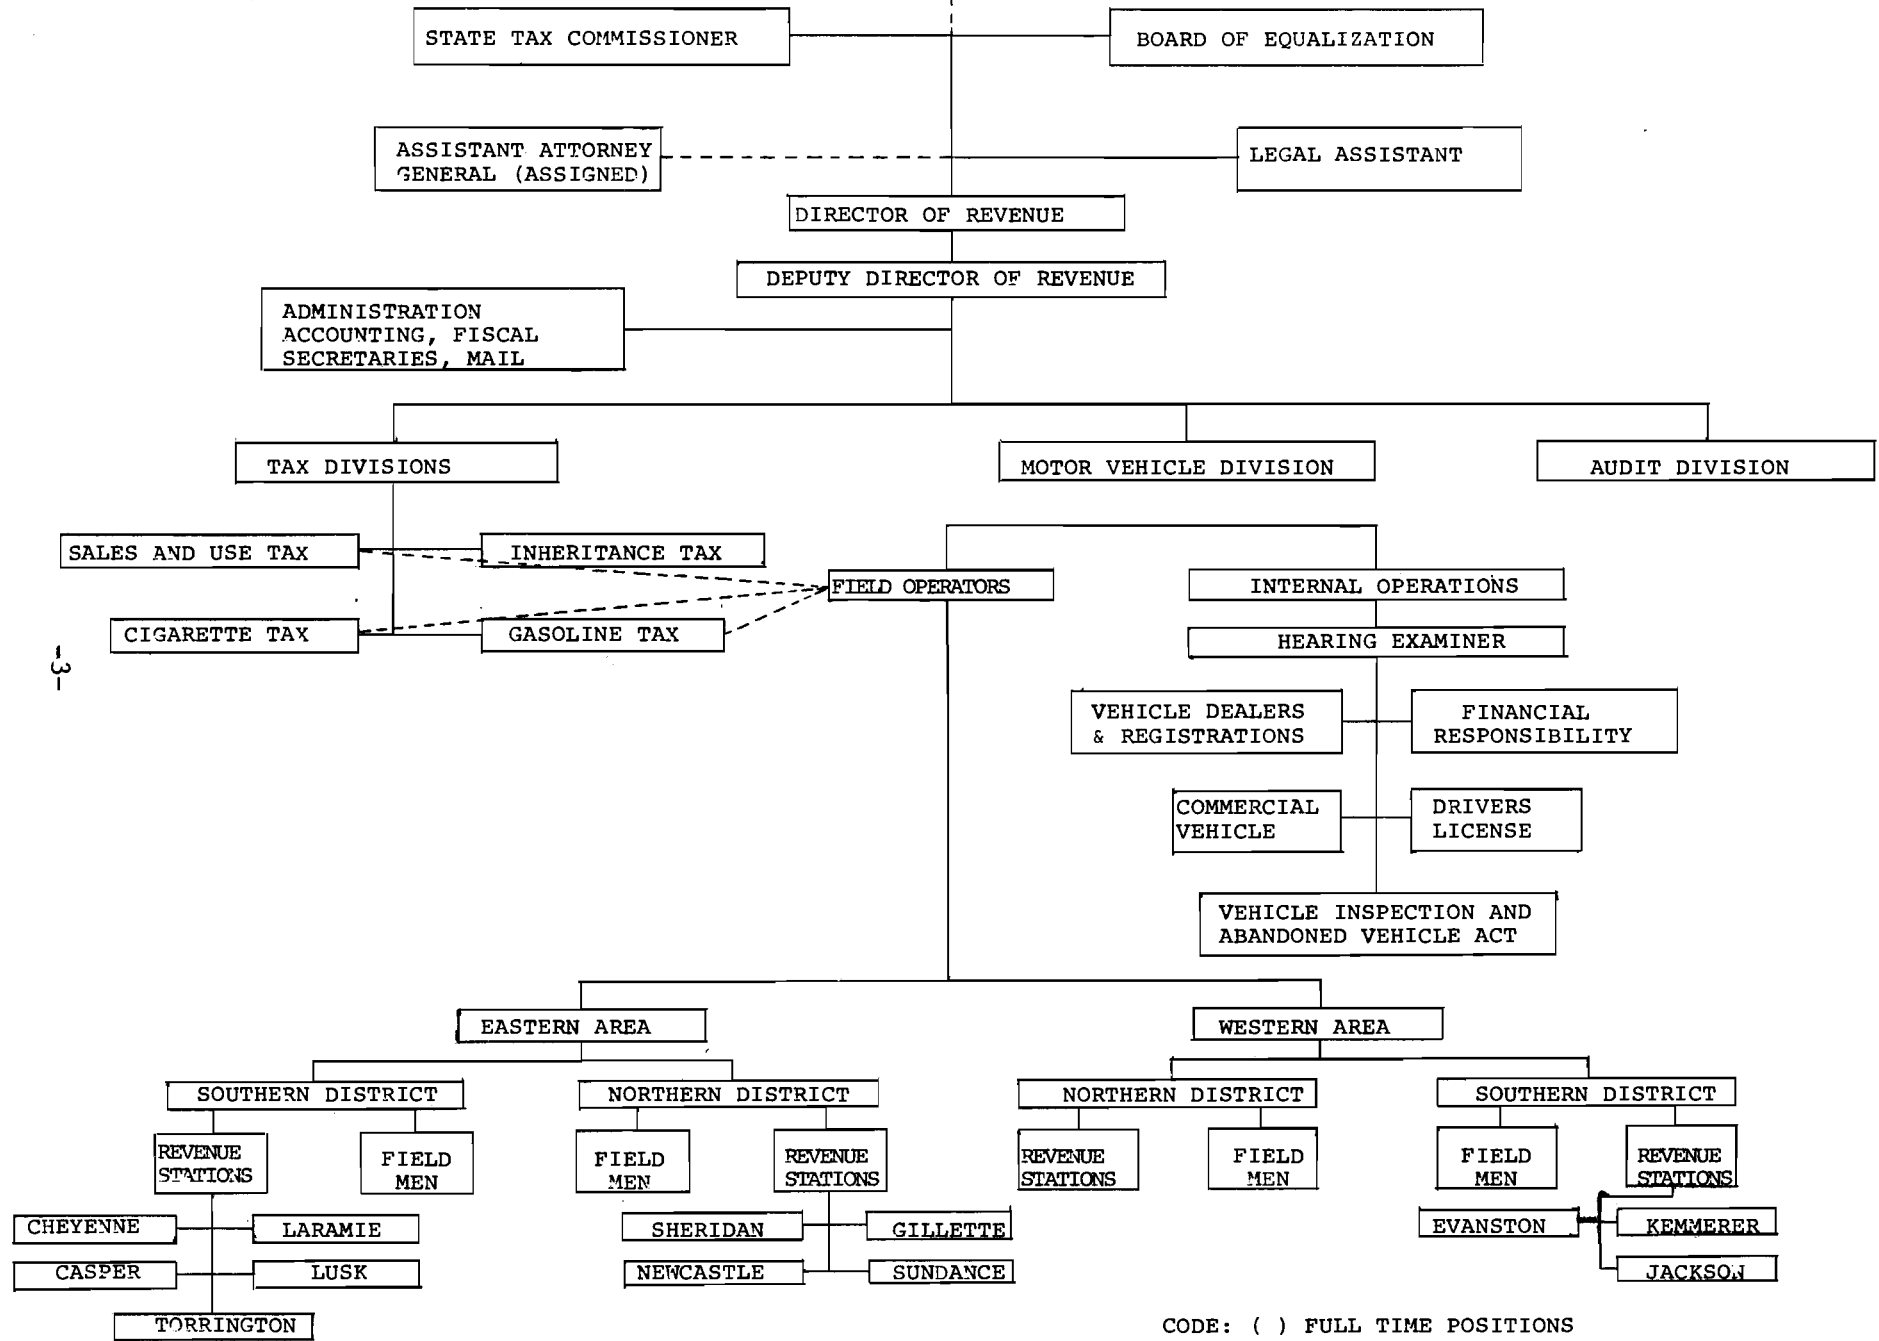 STATE TAX COMMISSIONER
BOARD OF EQUALIZATION
ASSISTANT ATTORNEY
GENERAL (ASSIGNED)
LEGAL ASSISTANT
DIRECTOR OF REVENUE
DEPUTY DIRECTOR OF REVENUE
ADMINISTRATION
ACCOUNTING, FISCAL
SECRETARIES, MAIL
TAX DIVISIONS
MOTOR VEHICLE DIVISION
AUDIT DIVISION
SALES AND USE TAX
INHERITANCE TAX
CIGARETTE TAX
GASOLINE TAX
FIELD OPERATORS
INTERNAL OPERATIONS
HEARING EXAMINER
VEHICLE DEALERS
& REGISTRATIONS
FINANCIAL
RESPONSIBILITY
COMMERCIAL
VEHICLE
DRIVERS
LICENSE
VEHICLE INSPECTION AND
ABANDONED VEHICLE ACT
-3-
EASTERN AREA
WESTERN AREA
SOUTHERN DISTRICT
NORTHERN DISTRICT
NORTHERN DISTRICT
SOUTHERN DISTRICT
REVENUE
STATIONS
FIELD
MEN
FIELD
MEN
REVENUE
STATIONS
REVENUE
STATIONS
FIELD
MEN
FIELD
MEN
REVENUE
STATIONS
CHEYENNE
LARAMIE
CASPER
LUSK
TORRINGTON
SHERIDAN
GILLETTE
NEWCASTLE
SUNDANCE
EVANSTON
KEMMERER
JACKSON
CODE: ( ) FULL TIME POSITIONS